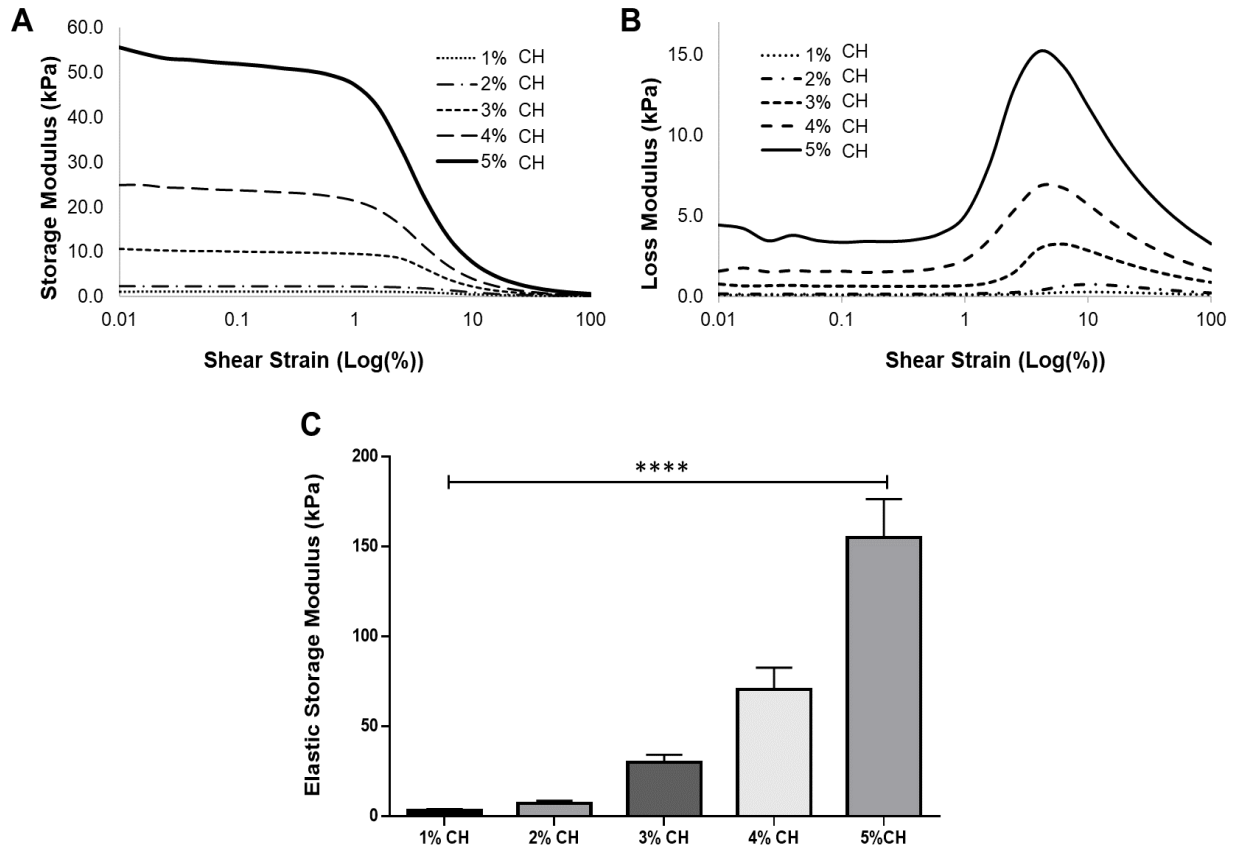 A
Storage Modulus (kPa)
60.0
50.0
40.0
30.0
20.0
10.0
0.0
0.01
0.1
1
10
100
Shear Strain (Log(%))
1% CH
2% CH
3% CH
4% CH
5% CH
B
Loss Modulus (kPa)
15.0
10.0
5.0
0.0
0.01
0.1
1
10
100
Shear Strain (Log(%))
1% CH
2% CH
3% CH
4% CH
5% CH
C
Elastic Storage Modulus (kPa)
200
150
100
50
0
****
1% CH
2% CH
3% CH
4% CH
5%CH